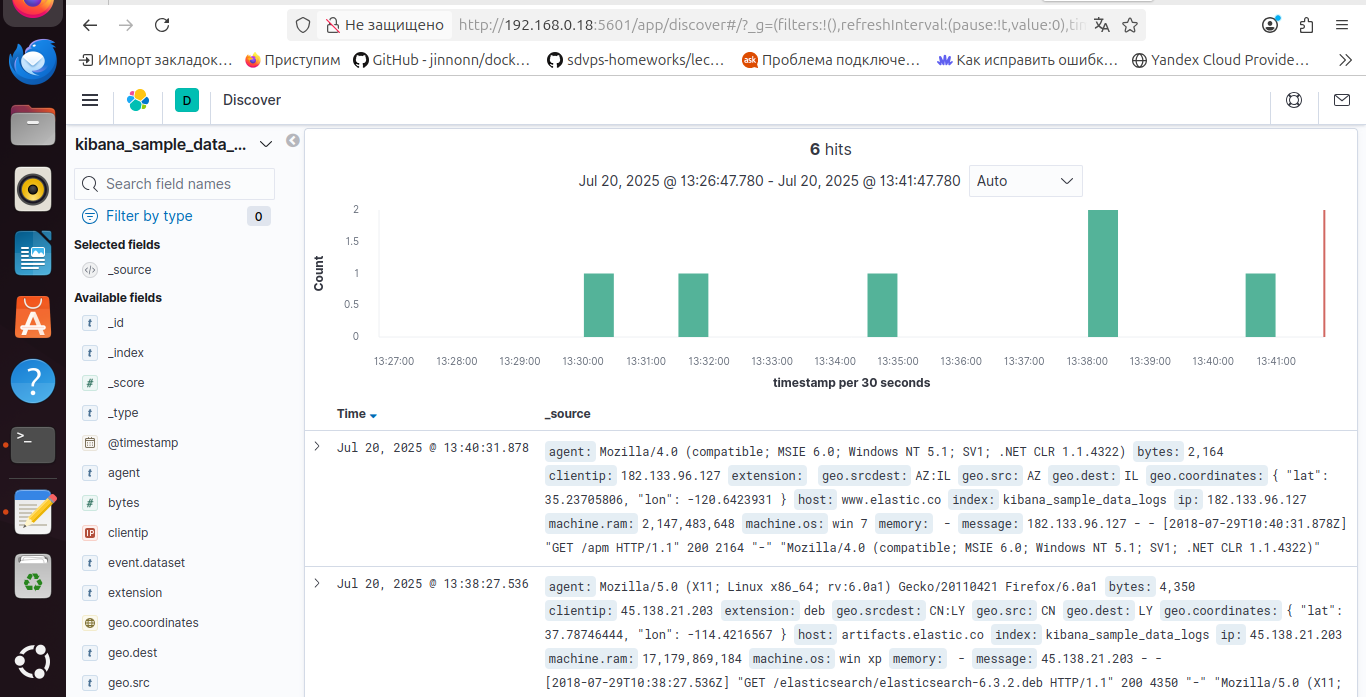 Не защищено http://192.168.0.18:5601/app/discover#/?_g=(filters:!(),refreshInterval:(pause:!t,value:0),tim
Импорт закладок… Приступим GitHub - jinnonn/dock… sdvps-homeworks/lec… ask Проблема подключе… Как исправить ошибк… Yandex Cloud Provide…
D Discover
kibana_sample_data_...
Search field names
Filter by type 0
Selected fields
_source
Available fields
t _id
t _index
# _score
t _type
@timestamp
t agent
# bytes
IP clientip
t event.dataset
t extension
geo.coordinates
t geo.dest
t geo.src
6 hits
Jul 20, 2025 @ 13:26:47.780 - Jul 20, 2025 @ 13:41:47.780 Auto
Count
2
1.5
1
0.5
0
13:27:00 13:28:00 13:29:00 13:30:00 13:31:00 13:32:00 13:33:00 13:34:00 13:35:00 13:36:00 13:37:00 13:38:00 13:39:00 13:40:00 13:41:00
timestamp per 30 seconds
Time _source
Jul 20, 2025 @ 13:40:31.878 agent: Mozilla/4.0 (compatible; MSIE 6.0; Windows NT 5.1; SV1; .NET CLR 1.1.4322) bytes: 2,164
clientip: 182.133.96.127 extension: geo.srcdest: AZ:IL geo.src: AZ geo.dest: IL geo.coordinates: { "lat":
35.23705806, "lon": -120.6423931 } host: www.elastic.co index: kibana_sample_data_logs ip: 182.133.96.127
machine.ram: 2,147,483,648 machine.os: win 7 memory: - message: 182.133.96.127 - - [2018-07-29T10:40:31.878Z]
"GET /apm HTTP/1.1" 200 2164 "-" "Mozilla/4.0 (compatible; MSIE 6.0; Windows NT 5.1; SV1; .NET CLR 1.1.4322)"
Jul 20, 2025 @ 13:38:27.536 agent: Mozilla/5.0 (X11; Linux x86_64; rv:6.0a1) Gecko/20110421 Firefox/6.0a1 bytes: 4,350
clientip: 45.138.21.203 extension: deb geo.srcdest: CN:LY geo.src: CN geo.dest: LY geo.coordinates: { "lat":
37.78746444, "lon": -114.4216567 } host: artifacts.elastic.co index: kibana_sample_data_logs ip: 45.138.21.203
machine.ram: 17,179,869,184 machine.os: win xp memory: - message: 45.138.21.203 - -
[2018-07-29T10:38:27.536Z] "GET /elasticsearch/elasticsearch-6.3.2.deb HTTP/1.1" 200 4350 "-" "Mozilla/5.0 (X11;